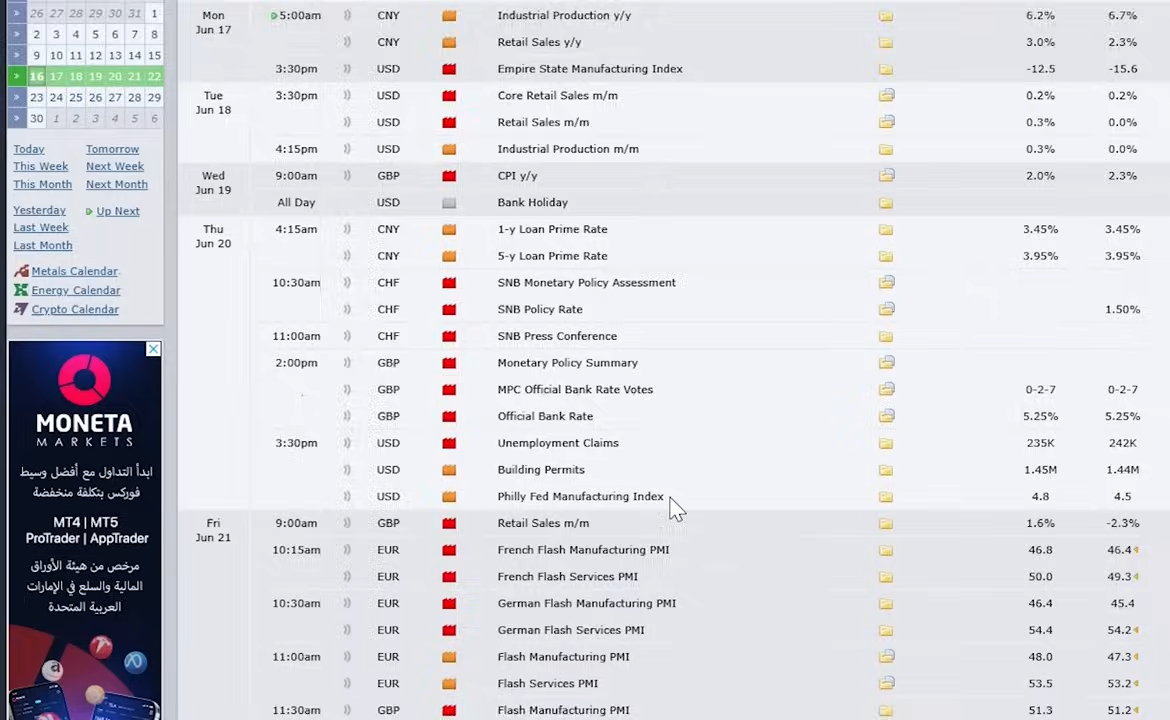 26 27 28 29 30 31 1
2 3 4 5 6 7 8
9 10 11 12 13 14 15
16 17 18 19 20 21 22
23 24 25 26 27 28 29
30 1 2 3 4 5 6
Today Tomorrow
This Week Next Week
This Month Next Month
Yesterday Up Next
Last Week
Last Month
Metals Calendar
Energy Calendar
Crypto Calendar
MONETA
MARKETS
ابدأ التداول مع أفضل وسيط
فوركس بتكلفة منخفضة
MT4 | MT5
ProTrader | AppTrader
مرخص من هيئة الأوراق
المالية والسلع في الإمارات
العربية المتحدة
Mon Jun 17 5:00am CNY Industrial Production y/y 6.2% 6.7%
CNY Retail Sales y/y 3.0% 2.3%
3:30pm USD Empire State Manufacturing Index -12.5 -15.6
Tue Jun 18 3:30pm USD Core Retail Sales m/m 0.2% 0.2%
USD Retail Sales m/m 0.3% 0.0%
4:15pm USD Industrial Production m/m 0.3% 0.0%
Wed Jun 19 9:00am GBP CPI y/y 2.0% 2.3%
All Day USD Bank Holiday
Thu Jun 20 4:15am CNY 1-y Loan Prime Rate 3.45% 3.45%
CNY 5-y Loan Prime Rate 3.95% 3.95%
10:30am CHF SNB Monetary Policy Assessment
CHF SNB Policy Rate 1.50%
11:00am CHF SNB Press Conference
2:00pm GBP Monetary Policy Summary
GBP MPC Official Bank Rate Votes 0-2-7 0-2-7
GBP Official Bank Rate 5.25% 5.25%
3:30pm USD Unemployment Claims 235K 242K
USD Building Permits 1.45M 1.44M
USD Philly Fed Manufacturing Index 4.8 4.5
Fri Jun 21 9:00am GBP Retail Sales m/m 1.6% -2.3%
10:15am EUR French Flash Manufacturing PMI 46.8 46.4
EUR French Flash Services PMI 50.0 49.3
10:30am EUR German Flash Manufacturing PMI 46.4 45.4
EUR German Flash Services PMI 54.4 54.2
11:00am EUR Flash Manufacturing PMI 48.0 47.3
EUR Flash Services PMI 53.5 53.2
11:30am GBP Flash Manufacturing PMI 51.3 51.2